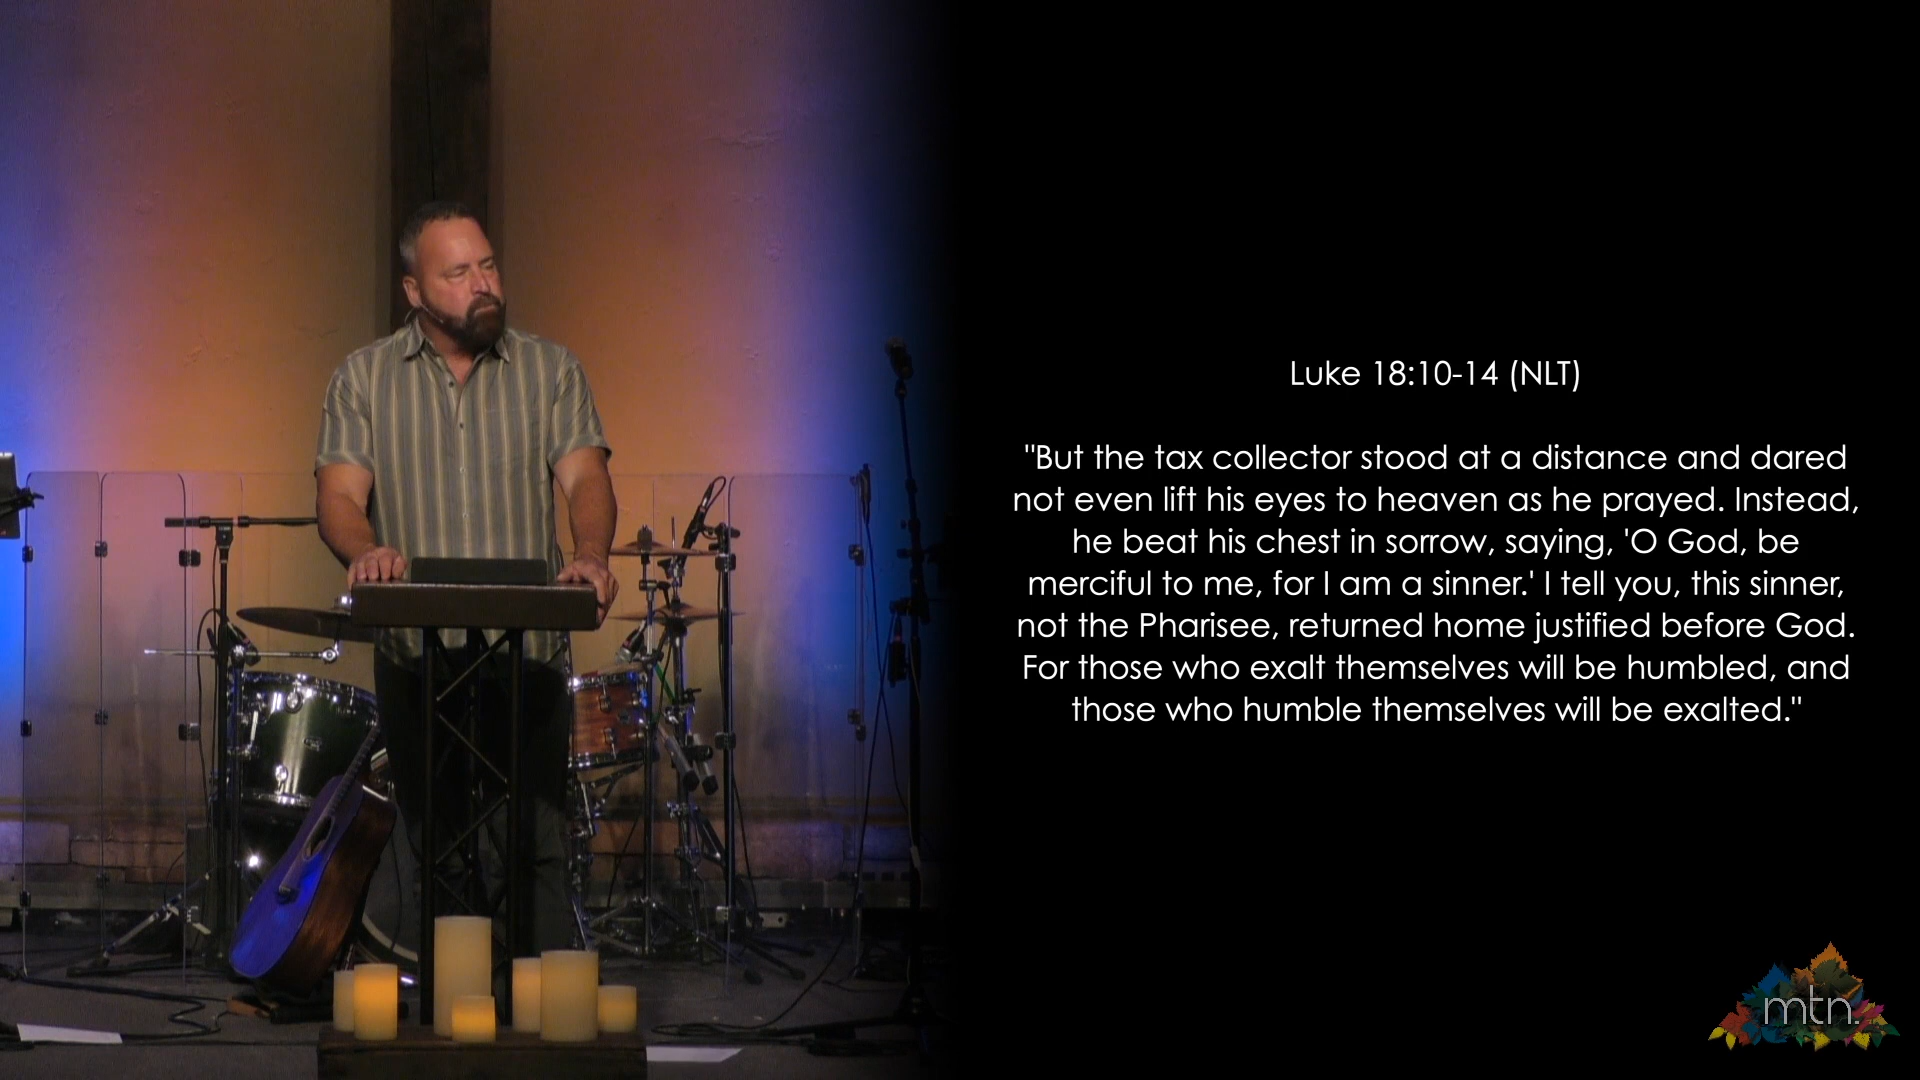 Luke 18:10-14 (NLT)
"But the tax collector stood at a distance and dared
not even lift his eyes to heaven as he prayed. Instead,
he beat his chest in sorrow, saying, 'O God, be
merciful to me, for I am a sinner.' I tell you, this sinner,
not the Pharisee, returned home justified before God.
For those who exalt themselves will be humbled, and
those who humble themselves will be exalted."
mtn.